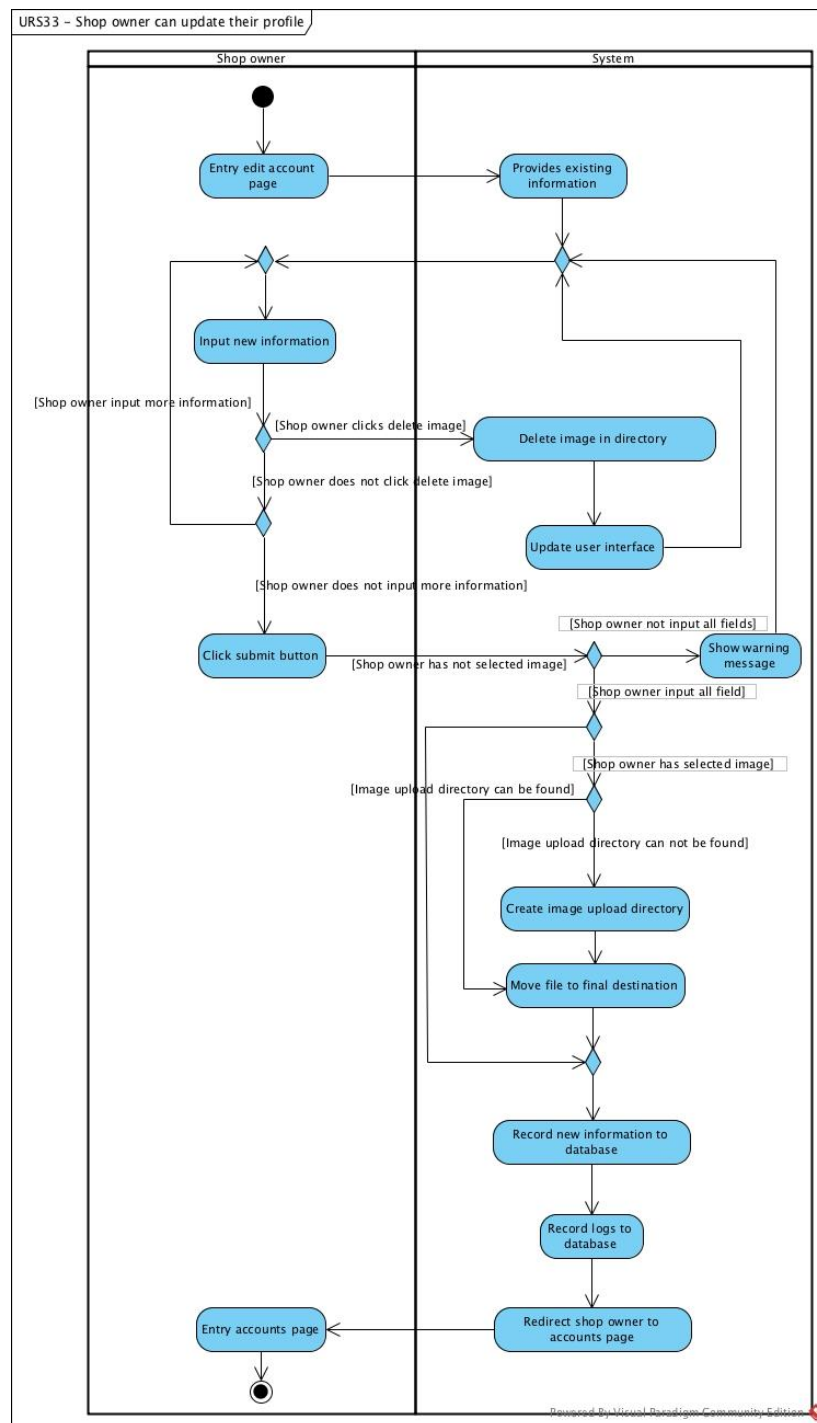 URS33 – Shop owner can update their profile
Shop owner
System
Entry edit account
page
Provides existing
information
Input new information
[Shop owner input more information]
[Shop owner clicks delete image]
Delete image in directory
[Shop owner does not click delete image]
Update user interface
[Shop owner does not input more information]
[Shop owner not input all fields]
Click submit button
[Shop owner has not selected image]
Show warning
message
[Shop owner input all field]
[Shop owner has selected image]
[Image upload directory can be found]
[Image upload directory can not be found]
Create image upload directory
Move file to final destination
Record new information to
database
Record logs to
database
Entry accounts page
Redirect shop owner to
accounts page
Powered By Visual Paradigm Community Edition